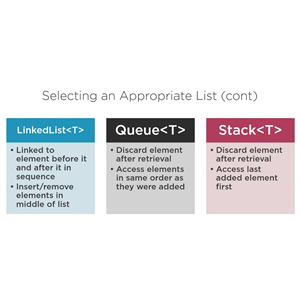 Selecting an Appropriate List (cont)
LinkedList<T>
• Linked to
element before it
and after it in
sequence
• Insert/remove
elements in
middle of list
Queue<T>
• Discard element
after retrieval
• Access elements
in same order as
they were added
Stack<T>
• Discard element
after retrieval
• Access last
added element
first